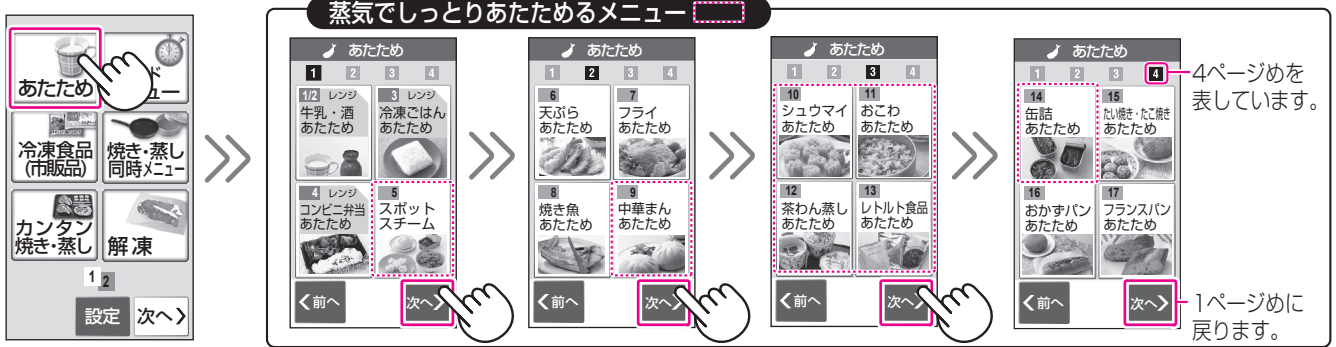 蒸気でしっとりあたためるメニュー
あたため
ド
ュー
冷凍食品
(市販品)
焼き・蒸し
同時メニュー
カンタン
焼き・蒸し
解凍
1 2
設定 次へ
あたため
1 2 3 4
1/2 レンジ
牛乳・酒
あたため
3 レンジ
冷凍ごはん
あたため
4 レンジ
コンビニ弁当
あたため
5
スポット
スチーム
前へ 次へ
あたため
1 2 3 4
6
天ぷら
あたため
7
フライ
あたため
8
焼き魚
あたため
9
中華まん
あたため
前へ 次へ
あたため
1 2 3 4
10
シュウマイ
あたため
11
おこわ
あたため
12
茶わん蒸し
あたため
13
レトルト食品
あたため
前へ 次へ
あたため
1 2 3 4
14
缶詰
あたため
15
たい焼き・たこ焼き
あたため
16
おかずパン
あたため
17
フランスパン
あたため
前へ 次へ
4ページめを
表しています。
1ページめに
戻ります。